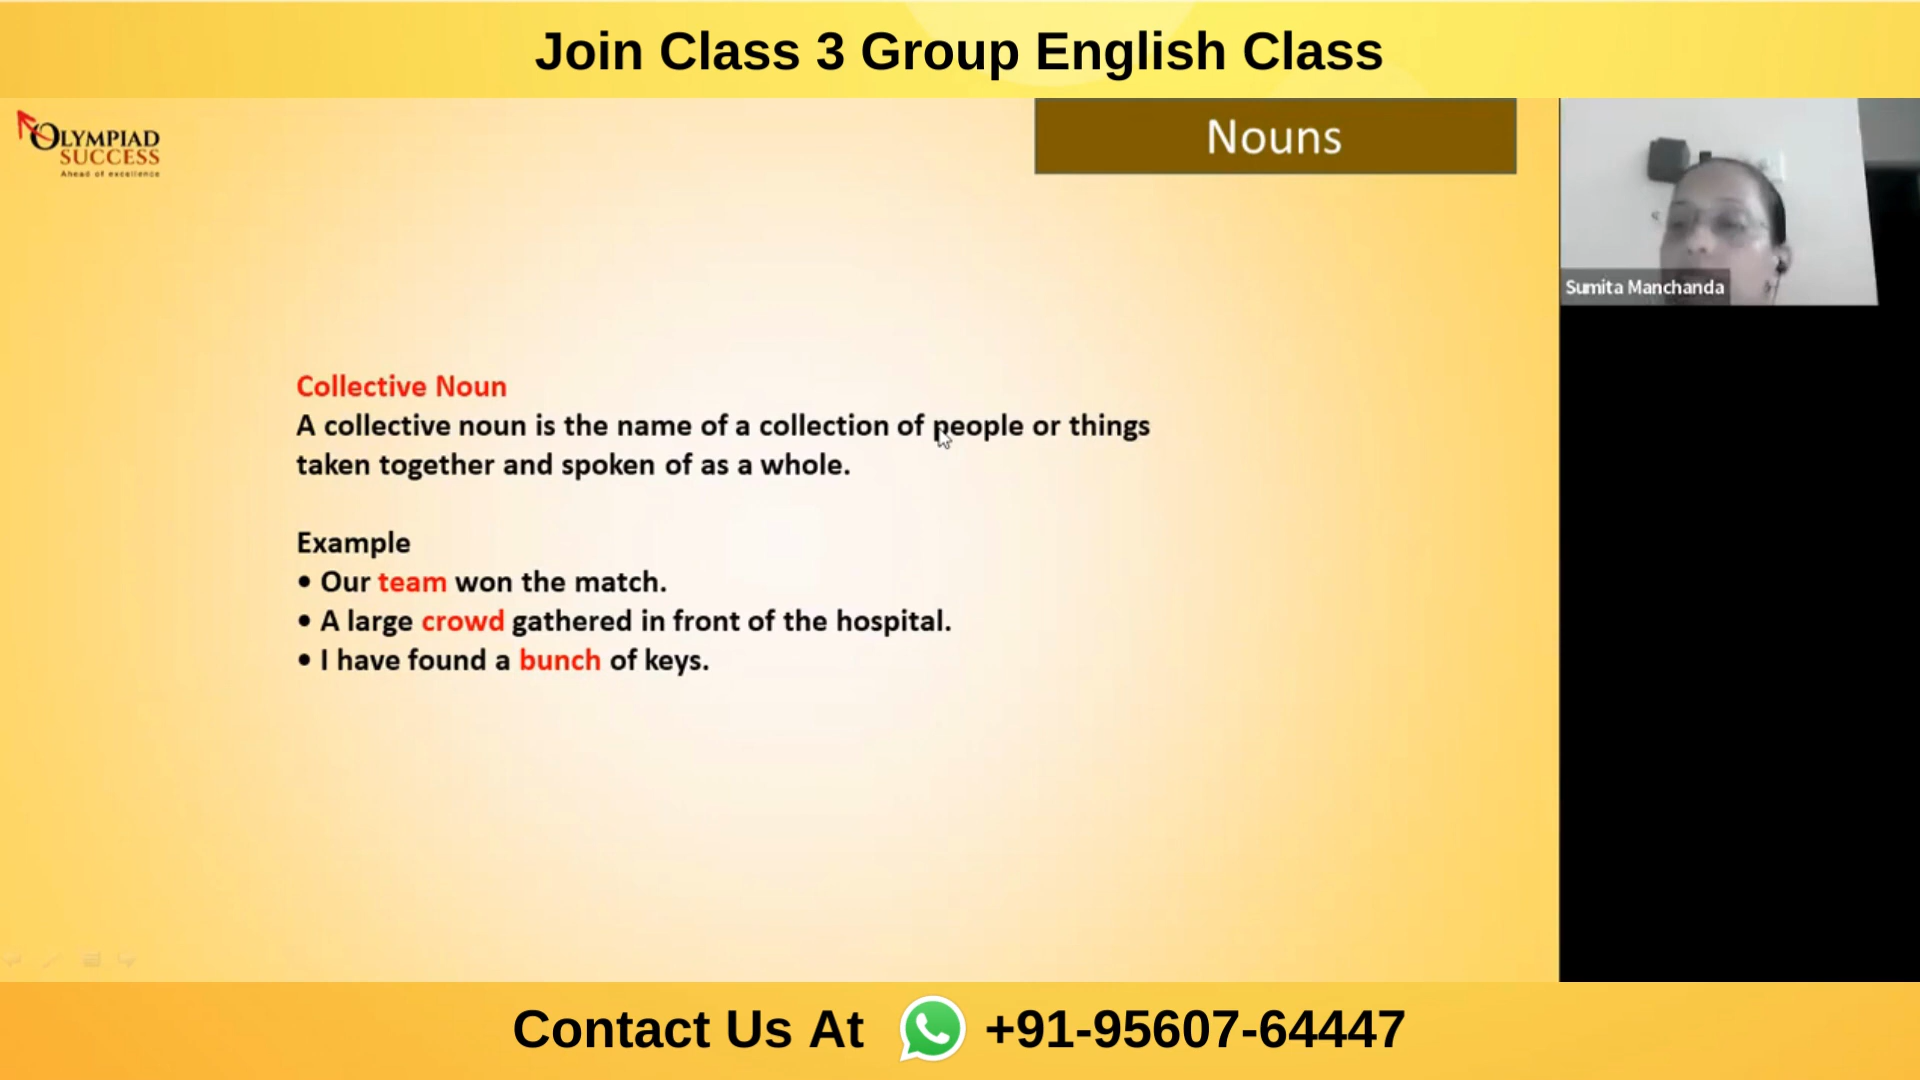 Join Class 3 Group English Class
OLYMPIAD
SUCCESS
Ahead of excellence
Nouns
Sumita Manchanda
Collective Noun
A collective noun is the name of a collection of people or things
taken together and spoken of as a whole.
Example
• Our team won the match.
• A large crowd gathered in front of the hospital.
• I have found a bunch of keys.
Contact Us At +91-95607-64447